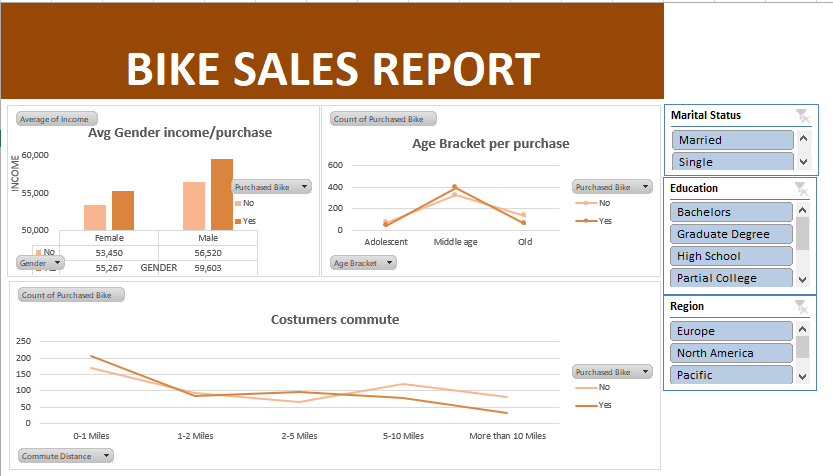 BIKE SALES REPORT
Average of Income
Avg Gender income/purchase
INCOME
60,000
55,000
50,000
Purchased Bike
No
Yes
Female Male
No 53,450 56,520
55,267 59,603
Gender
GENDER
Count of Purchased Bike
Age Bracket per purchase
600
400
200
0
Adolescent Middle age Old
Purchased Bike
No
Yes
Age Bracket
Count of Purchased Bike
Costumers commute
250
200
150
100
50
0
0-1 Miles 1-2 Miles 2-5 Miles 5-10 Miles More than 10 Miles
Purchased Bike
No
Yes
Commute Distance
Marital Status
Married
Single
Education
Bachelors
Graduate Degree
High School
Partial College
Region
Europe
North America
Pacific